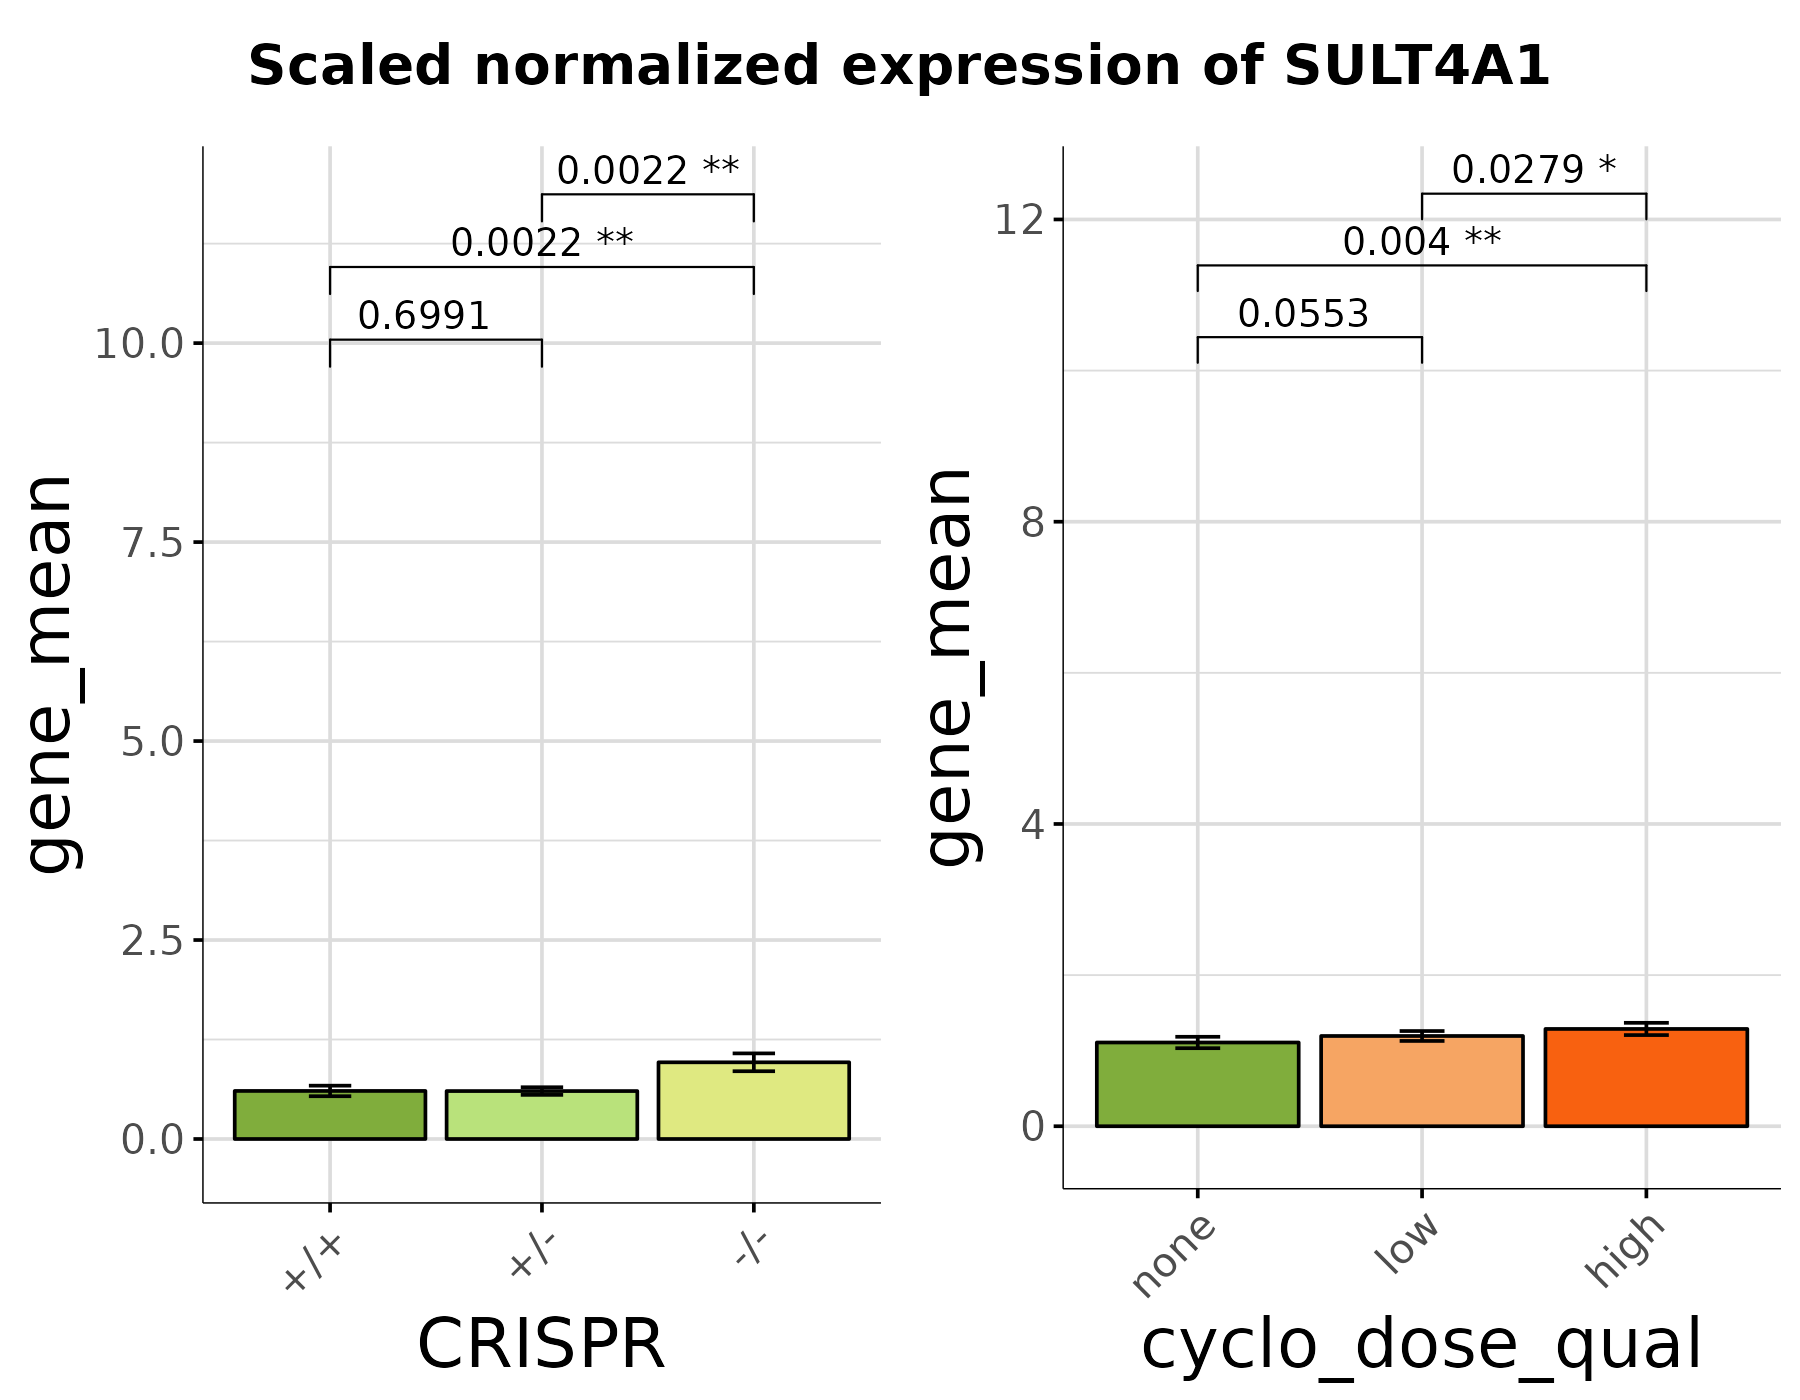 Scaled normalized expression of SULT4A1
gene_mean
0.0022 **
0.0022 **
0.6991
10.0
7.5
5.0
2.5
0.0
+/+
+/-
-/-
CRISPR
gene_mean
0.0279 *
0.004 **
0.0553
12
8
4
0
none
low
high
cyclo_dose_qual